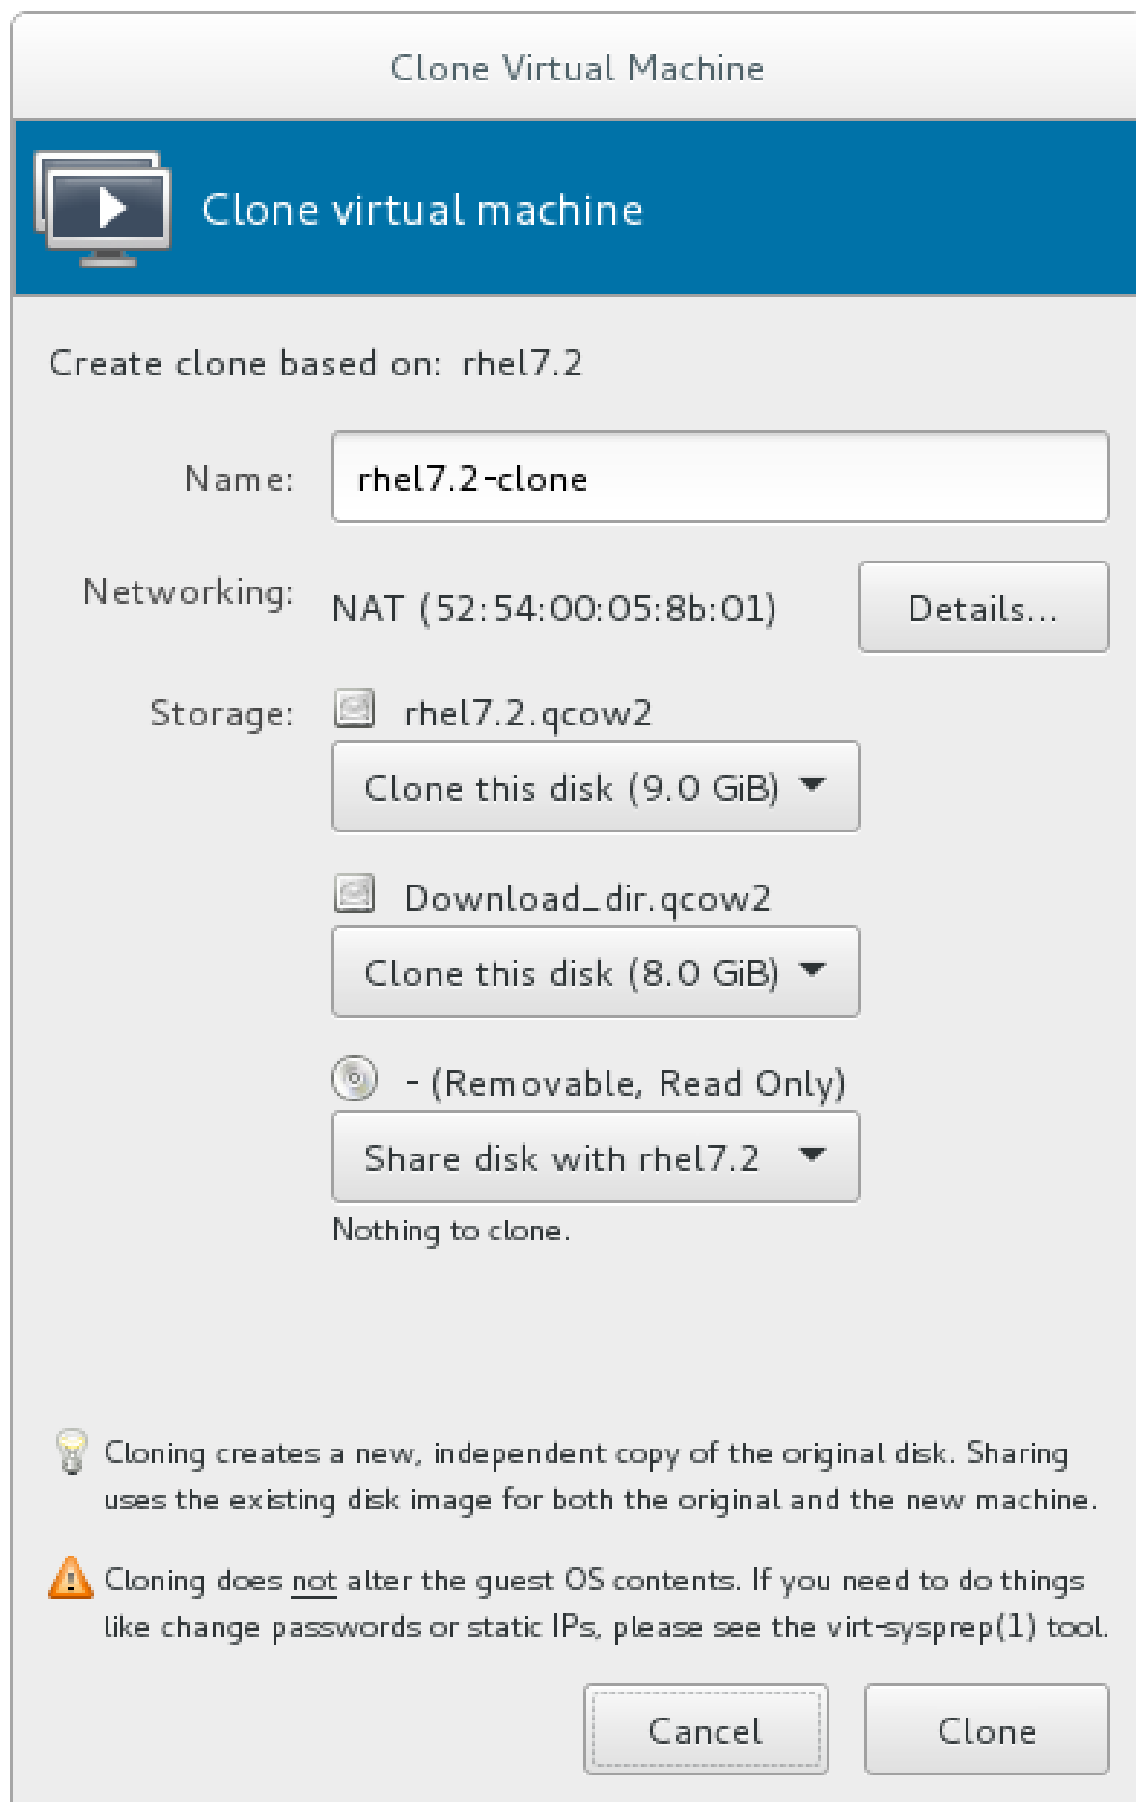 Clone Virtual Machine
Clone virtual machine
Create clone based on: rhel7.2
Name: rhel7.2-clone
Networking: NAT (52:54:00:05:8b:01) Details...
Storage: rhel7.2.qcow2
Clone this disk (9.0 GiB)
Download_dir.qcow2
Clone this disk (8.0 GiB)
- (Removable, Read Only)
Share disk with rhel7.2
Nothing to clone.
Cloning creates a new, independent copy of the original disk. Sharing
uses the existing disk image for both the original and the new machine.
Cloning does not alter the guest OS contents. If you need to do things
like change passwords or static IPs, please see the virt-sysprep(1) tool.
Cancel Clone